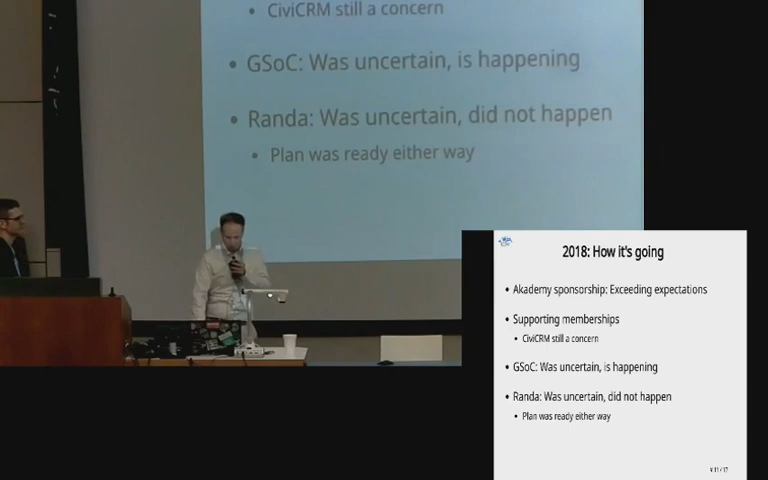 • CiviCRM still a concern
• GSoC: Was uncertain, is happening
• Randa: Was uncertain, did not happen
• Plan was ready either way
2018: How it's going
• Akademy sponsorship: Exceeding expectations
• Supporting memberships
• CiviCRM still a concern
• GSoC: Was uncertain, is happening
• Randa: Was uncertain, did not happen
• Plan was ready either way
11 / 17